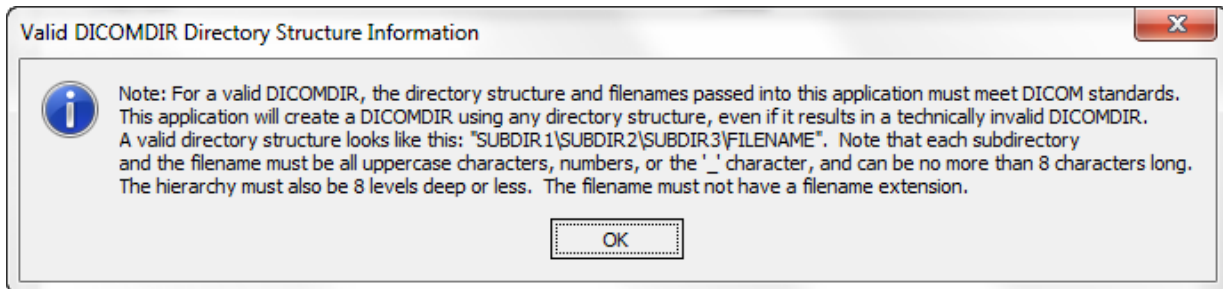 Valid DICOMDIR Directory Structure Information
Note: For a valid DICOMDIR, the directory structure and filenames passed into this application must meet DICOM standards.
This application will create a DICOMDIR using any directory structure, even if it results in a technically invalid DICOMDIR.
A valid directory structure looks like this: "SUBDIR1\SUBDIR2\SUBDIR3\FILENAME".  Note that each subdirectory
and the filename must be all uppercase characters, numbers, or the '_' character, and can be no more than 8 characters long.
The hierarchy must also be 8 levels deep or less.  The filename must not have a filename extension.
OK